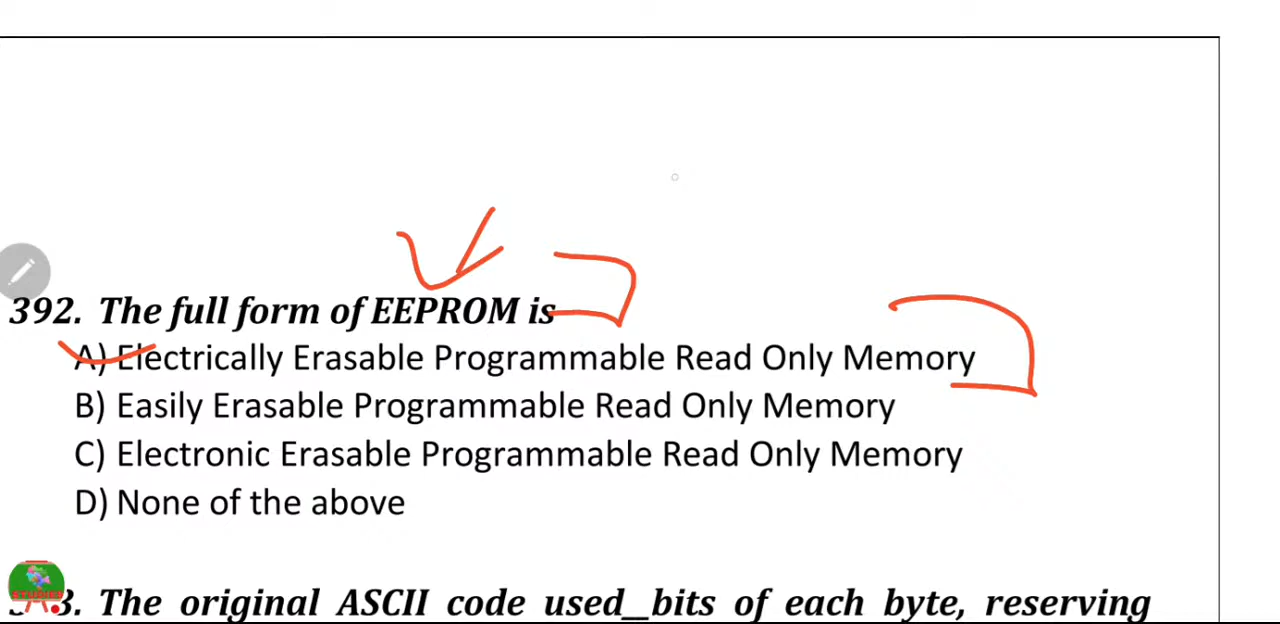 392. The full form of EEPROM is
A) Electrically Erasable Programmable Read Only Memory
B) Easily Erasable Programmable Read Only Memory
C) Electronic Erasable Programmable Read Only Memory
D) None of the above
3. The original ASCII code used__bits of each byte, reserving